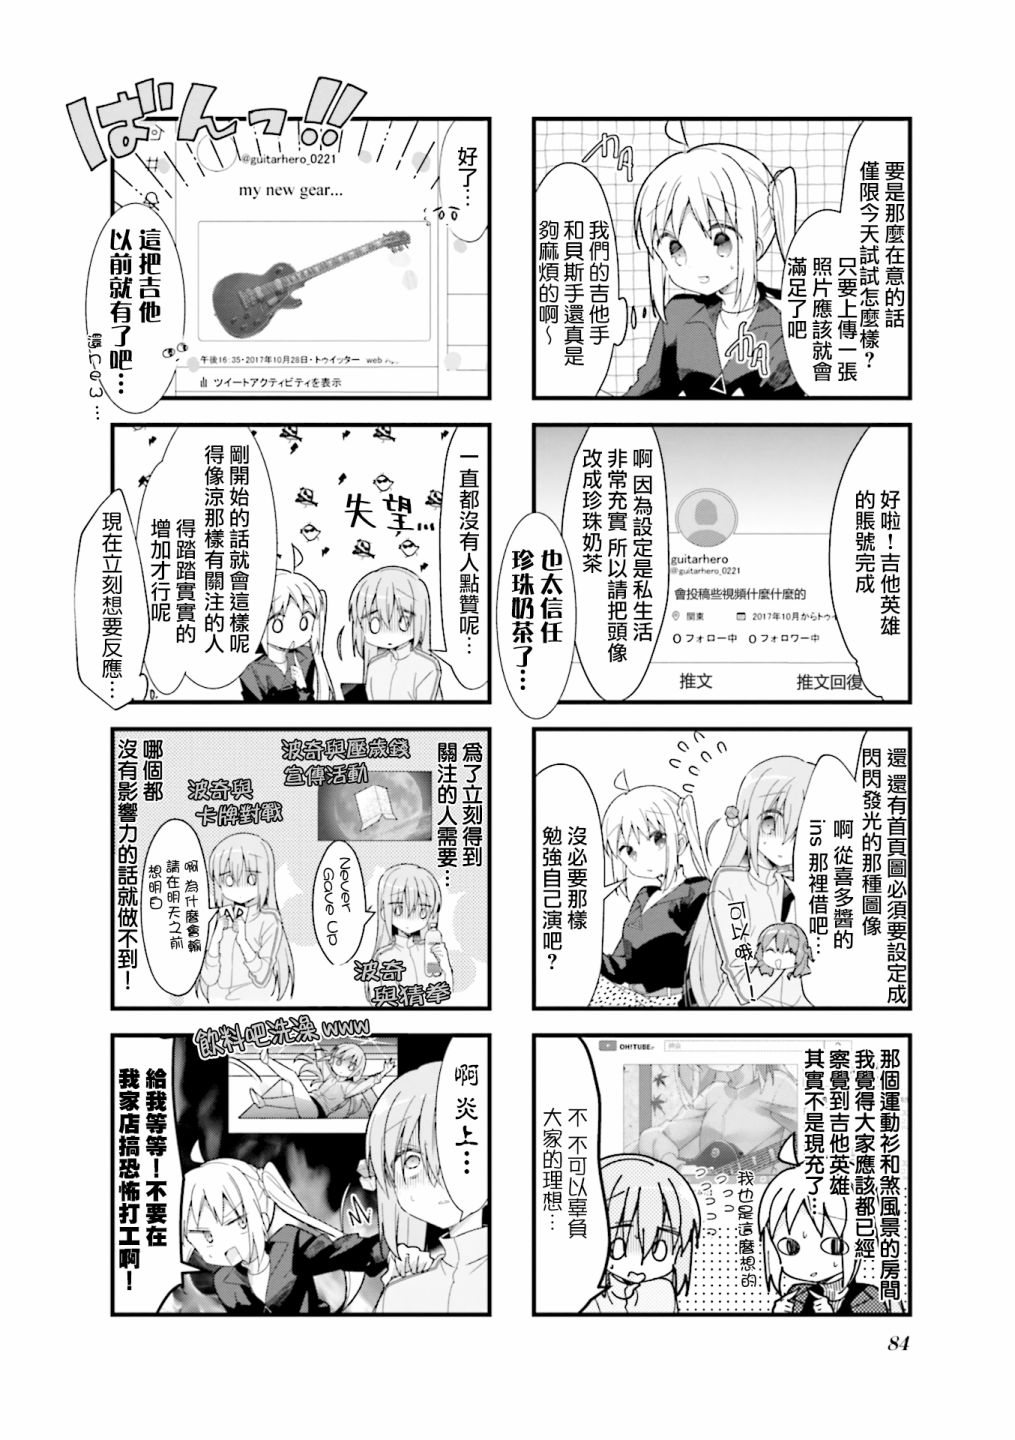 要是那麼在意的話
僅限今天試試怎麼樣？
只要上傳一張
照片應該就會
滿足了吧
我們的吉他手
和貝斯手還真是
夠麻煩的啊～
好啦！吉他英雄
的賬號完成
guitarhero
@guitarhero_0221
會投稿些視頻什麼什麼的
関東
2017年10月からトゥイ
0フォロー中 0フォロワー中
推文
推文回復
啊 因為設定是私生活
非常充實 所以請把頭像
改成珍珠奶茶
也太信任
珍珠奶茶了…
還 還有首頁圖必須要設定成
閃閃發光的那種圖像
啊 從喜多醬的
ins 那裡借吧…
可以哦～！
沒必要那樣
勉強自己演吧？
OH!TUBE
那個運動衫和煞風景的房間
我覺得大家應該都已經
察覺到吉他英雄
其實不是現充了…
我也是這麼想的
っっっっ
不 不可以辜負
大家的理想…
ばんっ!!
好了…
@guitarhero_0221
my new gear...
午後16:35・2017年10月28日・トゥイッター web
ツイートアクティビティを表示
這把吉他
以前就有了吧…
一直都沒有人點贊呢…
失望
剛開始的話就會這樣呢
得像涼那樣有關注的人
得踏踏實實的
增加才行呢
現在立刻想要反應…
為了立刻得到
關注的人需要…
波奇與壓歲錢
宣傳活動
波奇與
卡牌對戰
Never
Gave up
波奇
與猜拳
啊 為什麼會輸
請在明天之前
想明白
哪個都
沒有影響力的話就做不到！
飲料吧洗澡www
啊 炎上…
給我等等！不要在
我家店搞恐怖打工啊！
84